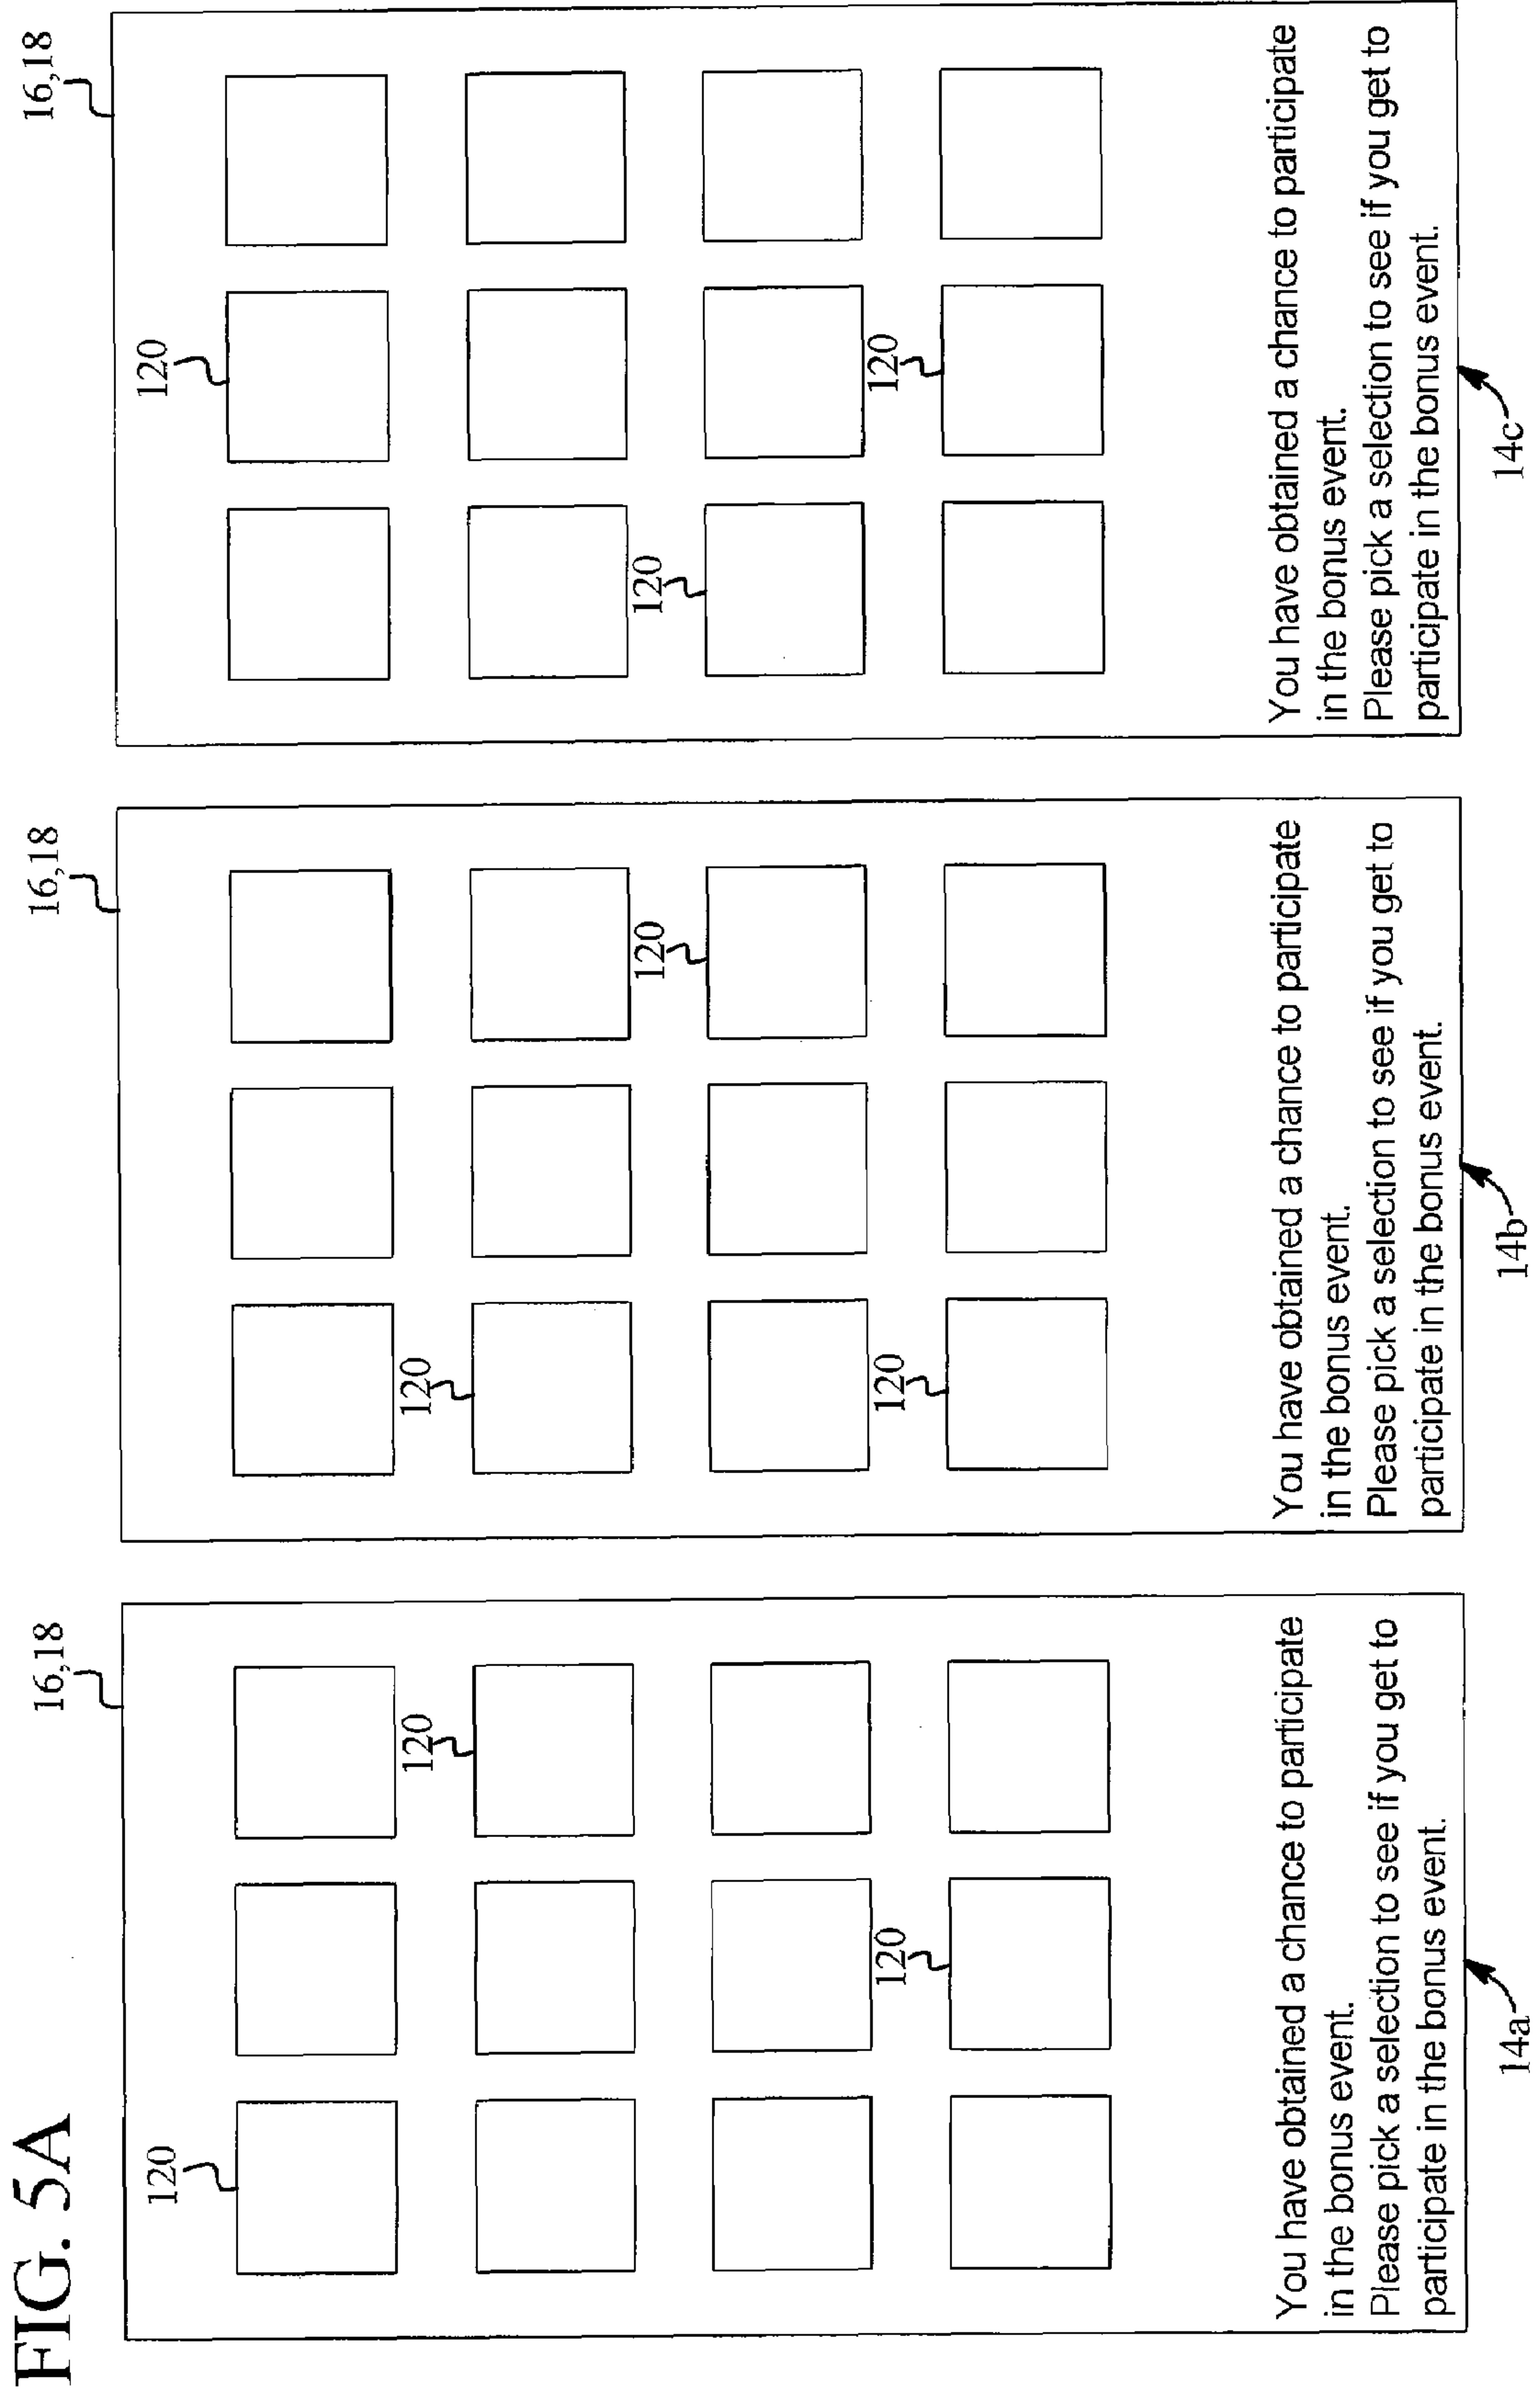 FIG. 5A
16,18
120
120
120
You have obtained a chance to participate
in the bonus event.
Please pick a selection to see if you get to
participate in the bonus event.
14a
16,18
120
120
120
You have obtained a chance to participate
in the bonus event.
Please pick a selection to see if you get to
participate in the bonus event.
14b
16,18
120
120
120
You have obtained a chance to participate
in the bonus event.
Please pick a selection to see if you get to
participate in the bonus event.
14c